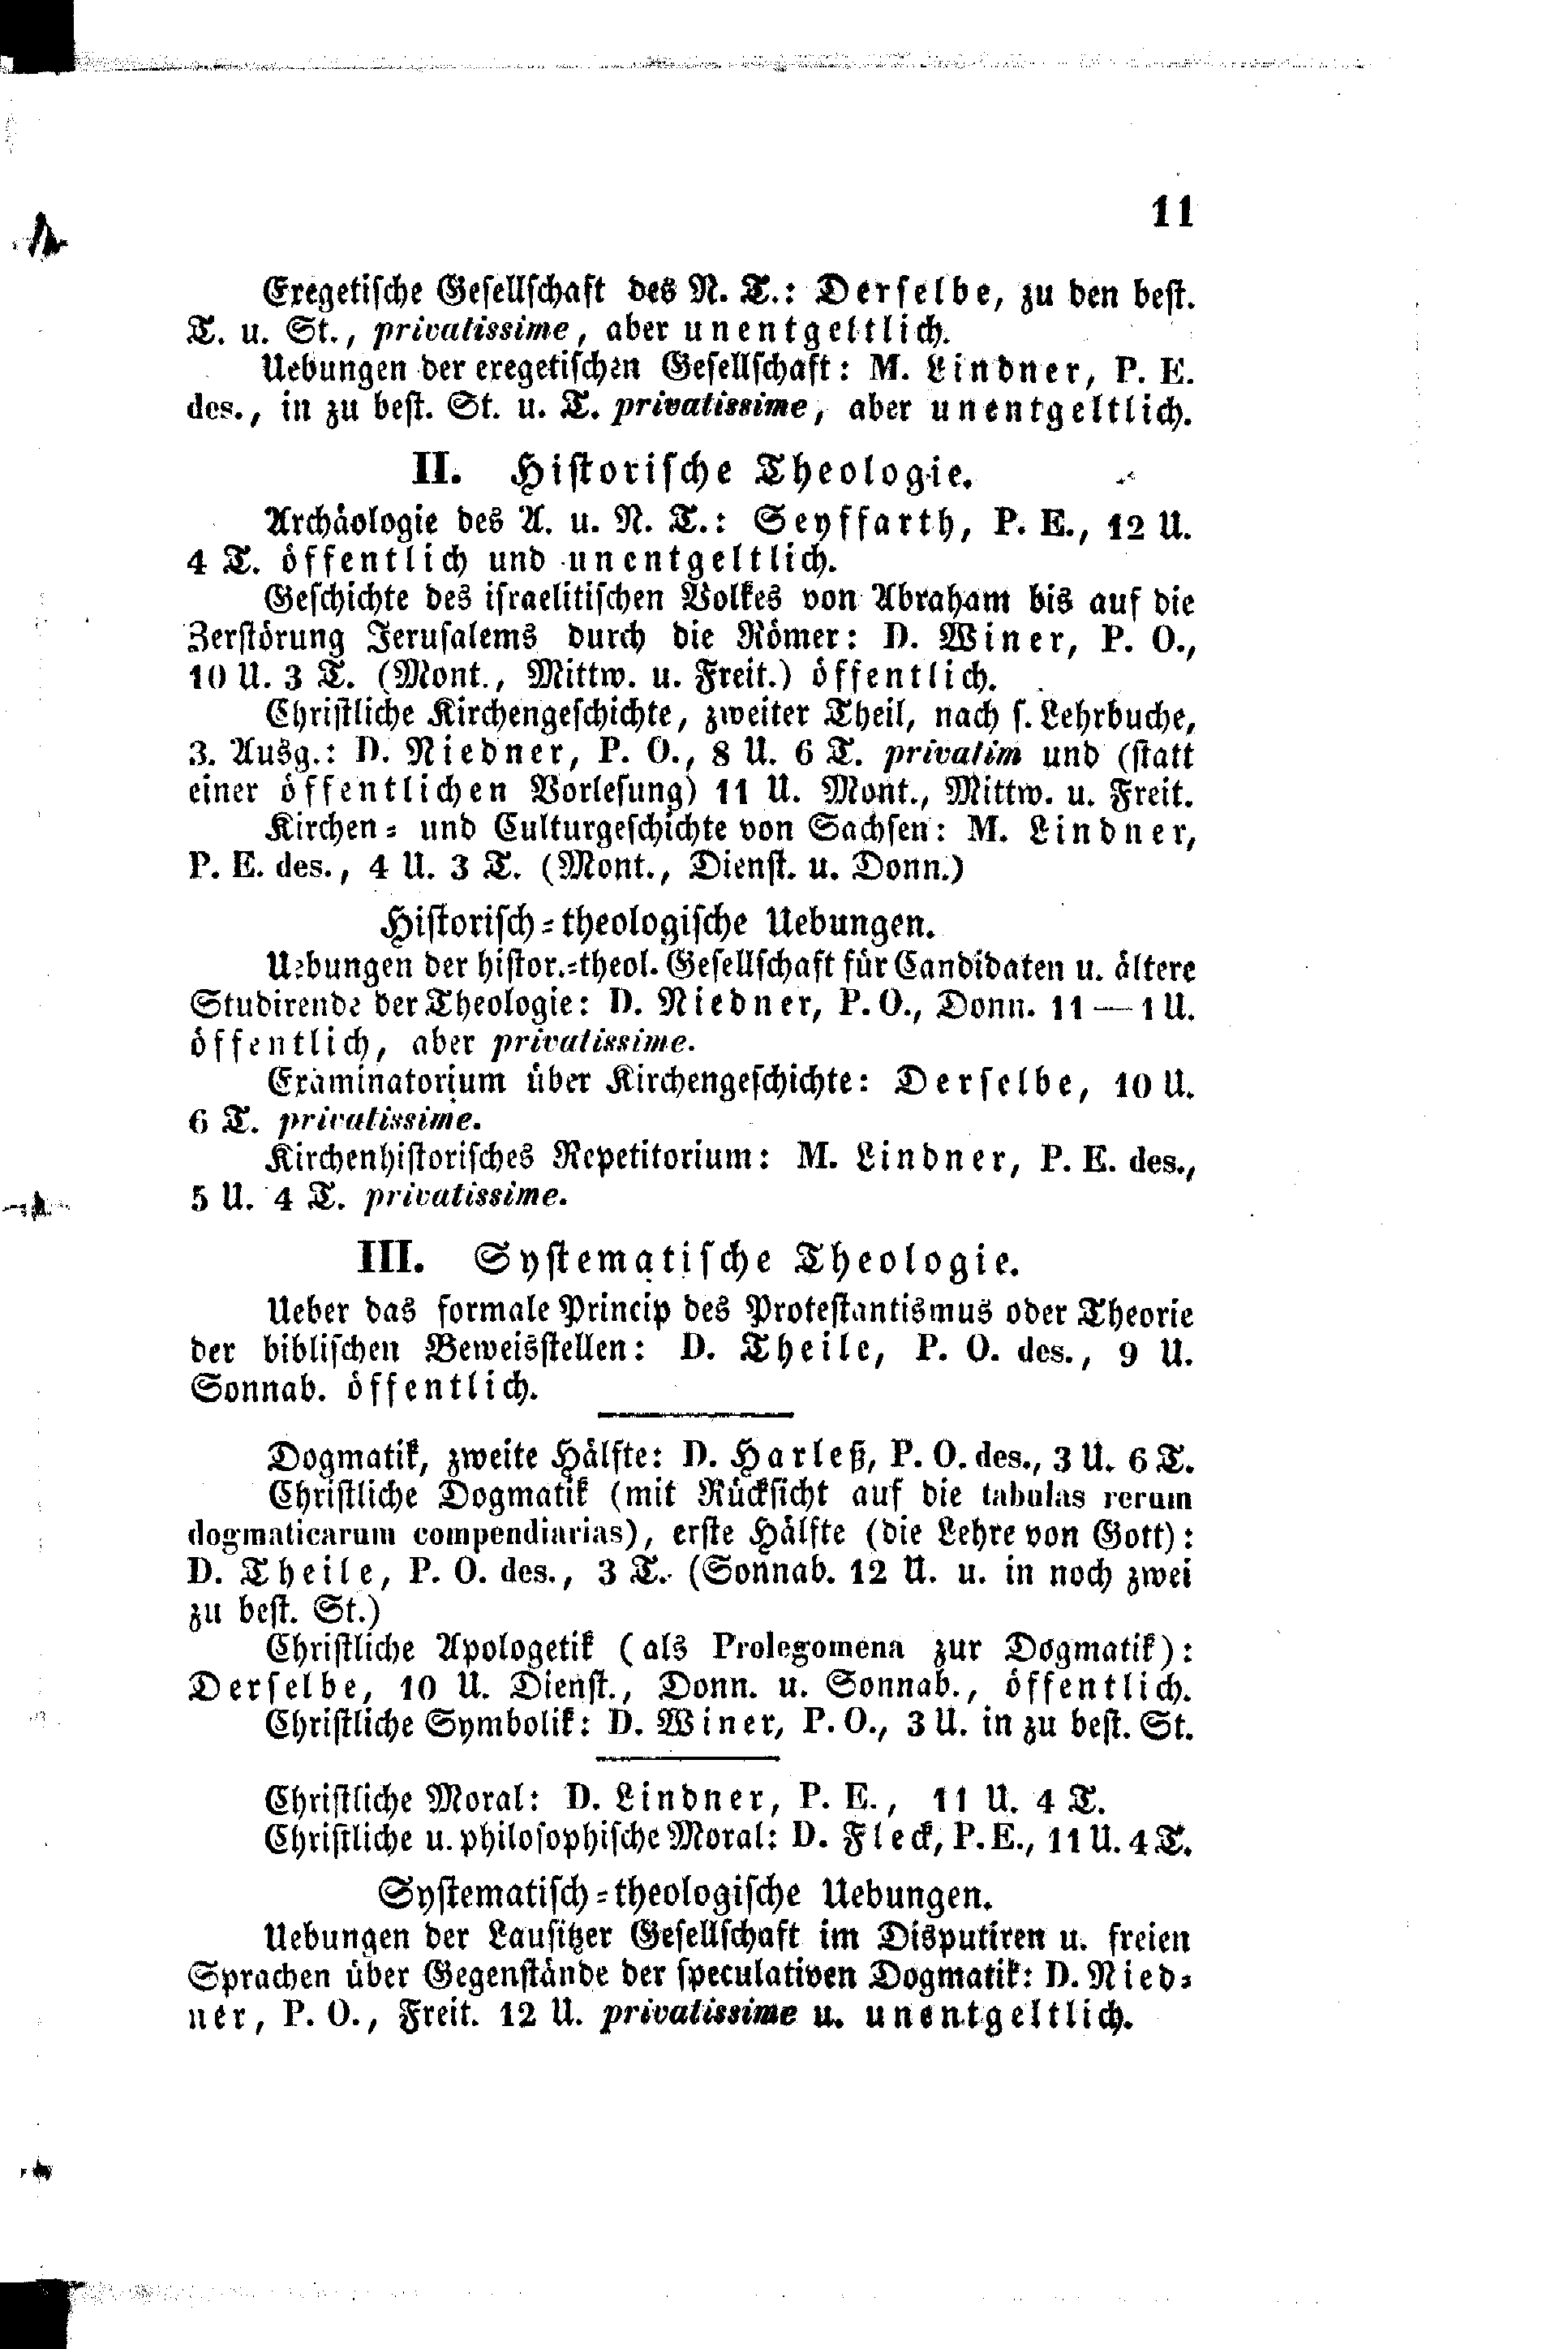 11
Exegetische Gesellschaft des N. T.: Derselbe, zu den best.
T. u. St., privatissime, aber unentgeltlich.
Uebungen der exegetischen Gesellschaft: M. Lindner, P. E.
des., in zu best. St. u. T. privatissime, aber unentgeltlich.
II. Historische Theologie.
Archäologie des A. u. N. T.: Seyffarth, P. E., 12 U.
4 T. öffentlich und unentgeltlich.
Geschichte des israelitischen Volkes von Abraham bis auf die
Zerstörung Jerusalems durch die Römer: D. Winer, P. O.,
10 U. 3 T. (Mont., Mittw. u. Freit.) öffentlich.
Christliche Kirchengeschichte, zweiter Theil, nach s. Lehrbuche,
3. Ausg.: D. Niedner, P. O., 8 U. 6 T. privatim und (statt
einer öffentlichen Vorlesung) 11 U. Mont., Mittw. u. Freit.
Kirchen- und Culturgeschichte von Sachsen: M. Lindner,
P. E. des., 4 U. 3 T. (Mont., Dienst. u. Donn.)
Historisch-theologische Uebungen.
Uebungen der histor.-theol. Gesellschaft für Candidaten u. ältere
Studirende der Theologie: D. Niedner, P. O., Donn. 11—1 U.
öffentlich, aber privatissime.
Examinatorium über Kirchengeschichte: Derselbe, 10 U.
6 T. privatissime.
Kirchenhistorisches Repetitorium: M. Lindner, P. E. des.,
5 U. 4 T. privatissime.
III. Systematische Theologie.
Ueber das formale Princip des Protestantismus oder Theorie
der biblischen Beweisstellen: D. Theile, P. O. des., 9 U.
Sonnab. öffentlich.
Dogmatik, zweite Hälfte: D. Harleß, P. O. des., 3 U. 6 T.
Christliche Dogmatik (mit Rücksicht auf die tabulas rerum
dogmaticarum compendiarias), erste Hälfte (die Lehre von Gott):
D. Theile, P. O. des., 3 T. (Sonnab. 12 U. u. in noch zwei
zu best. St.)
Christliche Apologetik (als Prolegomena zur Dogmatik):
Derselbe, 10 U. Dienst., Donn. u. Sonnab., öffentlich.
Christliche Symbolik: D. Winer, P. O., 3 U. in zu best. St.
Christliche Moral: D. Lindner, P. E., 11 U. 4 T.
Christliche u. philosophische Moral: D. Fleck, P. E., 11 U. 4 T.
Systematisch-theologische Uebungen.
Uebungen der Lausitzer Gesellschaft im Disputiren u. freien
Sprachen über Gegenstände der speculativen Dogmatik: D. Nied-
ner, P. O., Freit. 12 U. privatissime u. unentgeltlich.